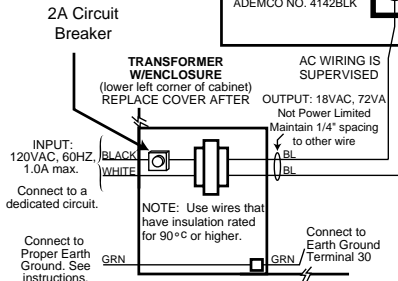 ADEMCO NO. 4142BLK
2A Circuit
Breaker
TRANSFORMER
W/ENCLOSURE
(lower left corner of cabinet)
REPLACE COVER AFTER
AC WIRING IS
SUPERVISED
OUTPUT: 18VAC, 72VA
Not Power Limited
Maintain 1/4" spacing
to other wire
INPUT:
120VAC, 60HZ,
1.0A max.
BLACK
WHITE
BL
BL
Connect to a
dedicated circuit.
NOTE: Use wires that
have insulation rated
for 90°C or higher.
Connect to
Proper Earth
Ground. See
instructions.
GRN
GRN
Connect to
Earth Ground
Terminal 30